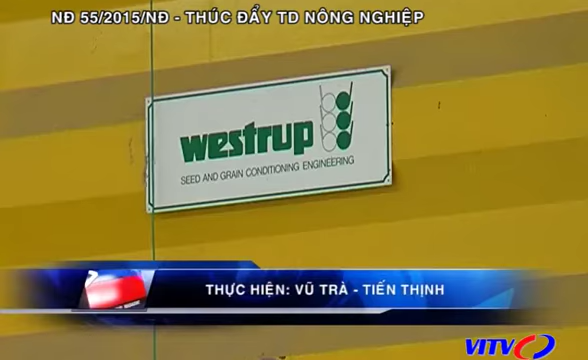 NĐ 55/2015/NĐ - THÚC ĐẨY TD NÔNG NGHIỆP
westrup
SEED AND GRAIN CONDITIONING ENGINEERING
THỰC HIỆN: VŨ TRÀ - TIẾN THỊNH
VITV